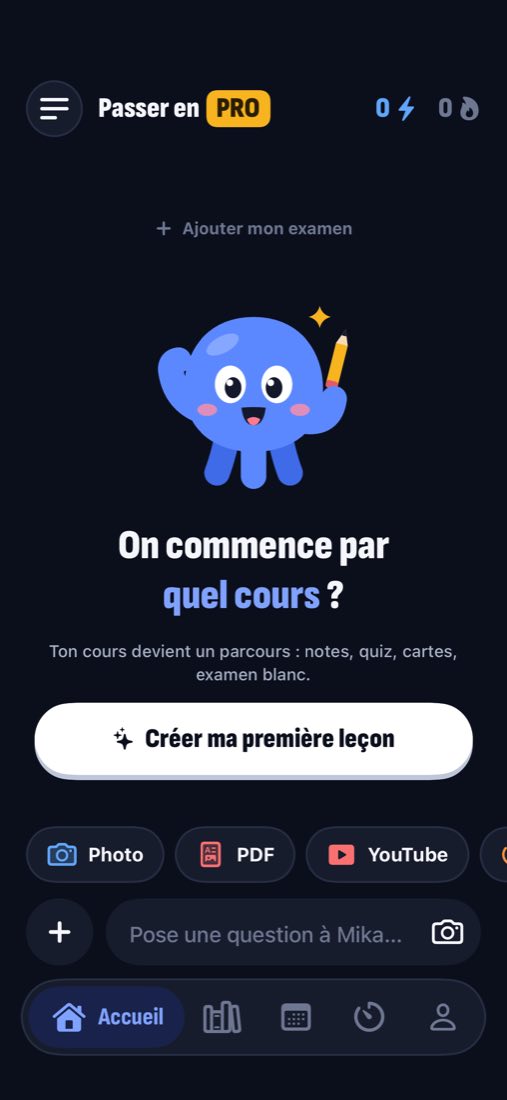 Passer en PRO
0
0
Ajouter mon examen
On commence par
quel cours ?
Ton cours devient un parcours : notes, quiz, cartes,
examen blanc.
Créer ma première leçon
Photo
PDF
YouTube
Pose une question à Mika...
Accueil